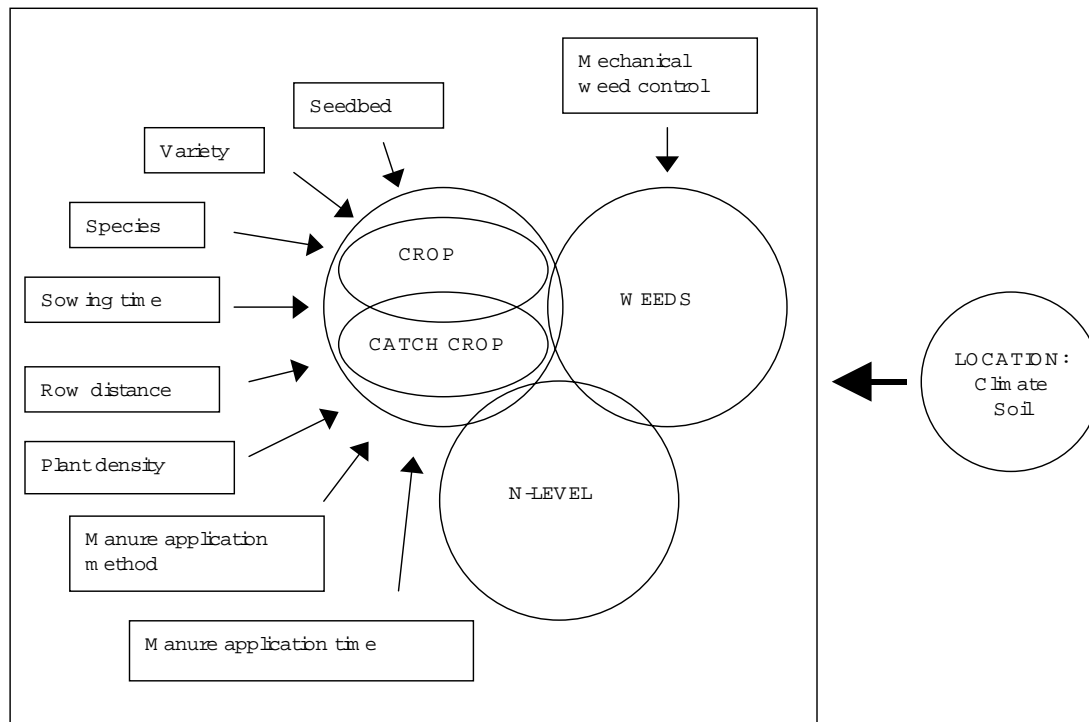 Mechanical
weed control
Seedbed
Variety
Species
CROP
Sowing time
WEEDS
CATCH CROP
LOCATION:
Climate
Soil
Row distance
Plant density
N-LEVEL
Manure application
method
Manure application time